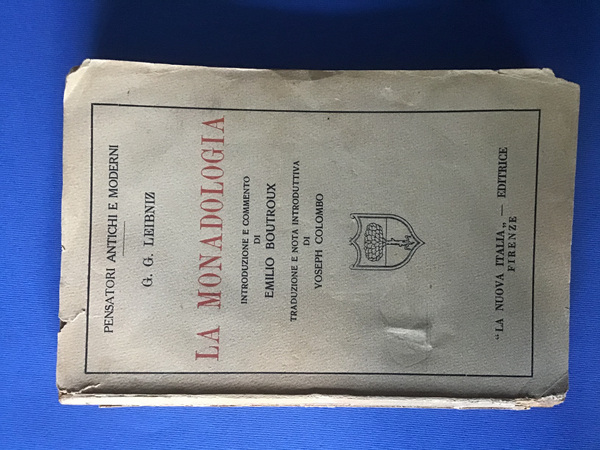 PENSATORI ANTICHI E MODERNI
G. G. LEIBNIZ
LA MONADOLOGIA
INTRODUZIONE E COMMENTO
DI
EMILIO BOUTROUX
TRADUZIONE E NOTA INTRODUTTIVA
DI
YOSEPH COLOMBO
"LA NUOVA ITALIA„ — EDITRICE
FIRENZE